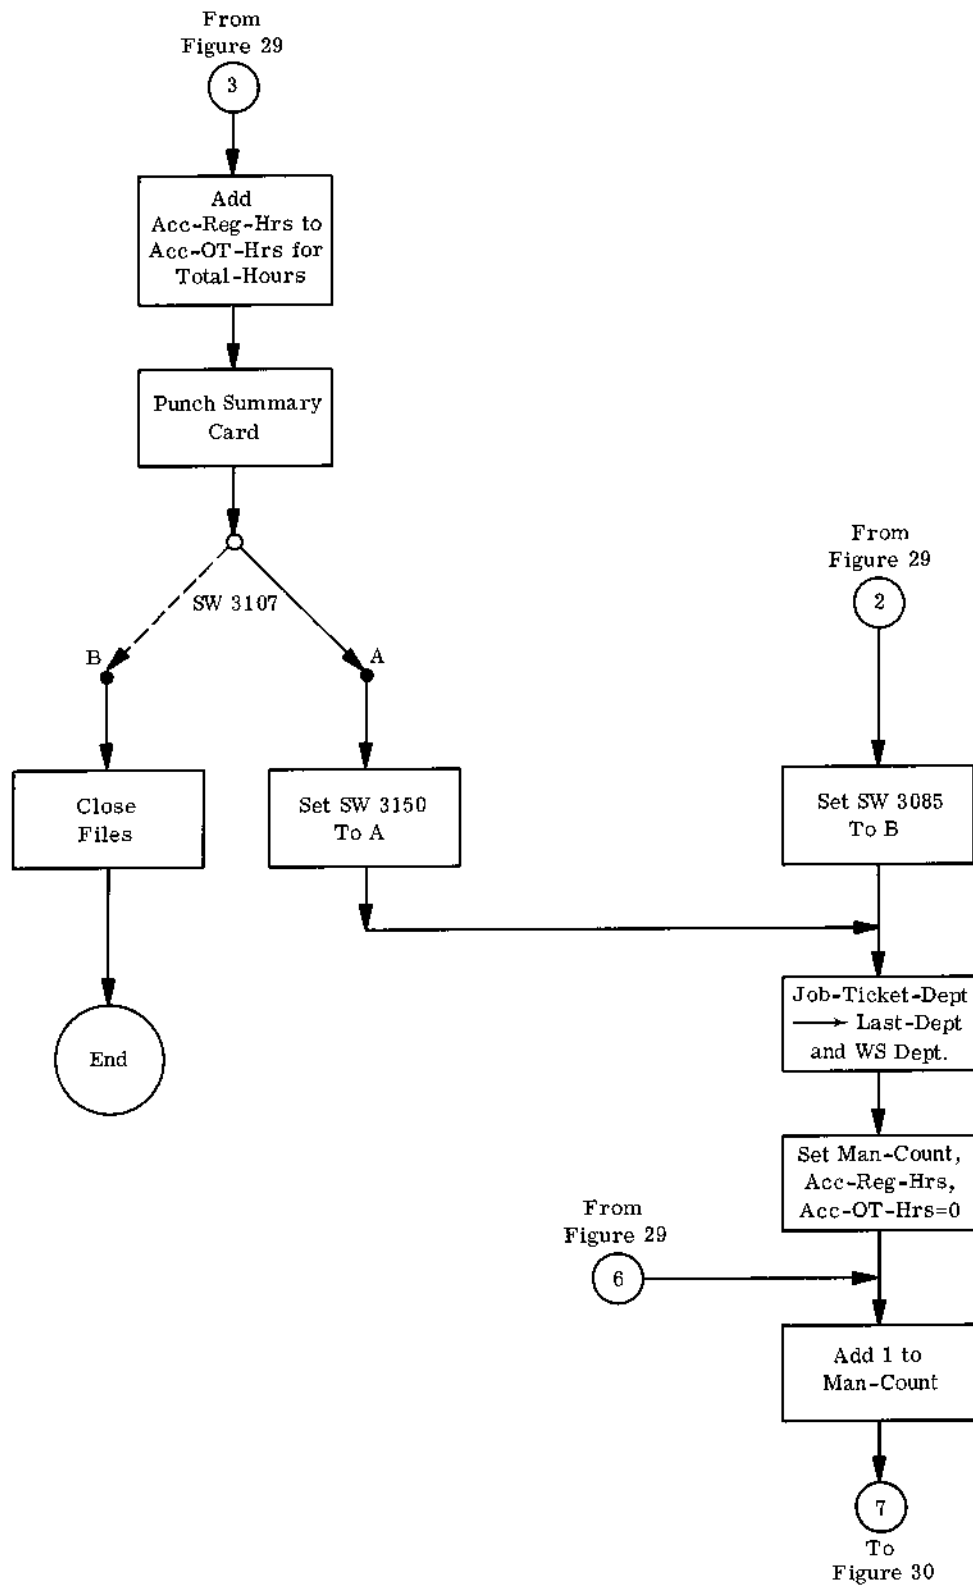 From
Figure 29
3
Add
Acc-Reg-Hrs to
Acc-OT-Hrs for
Total-Hours
Punch Summary
Card
SW 3107
B
A
Close
Files
Set SW 3150
To A
End
From
Figure 29
2
Set SW 3085
To B
Job-Ticket-Dept
→ Last-Dept
and WS Dept.
Set Man-Count,
Acc-Reg-Hrs,
Acc-OT-Hrs=0
From
Figure 29
6
Add 1 to
Man-Count
7
To
Figure 30